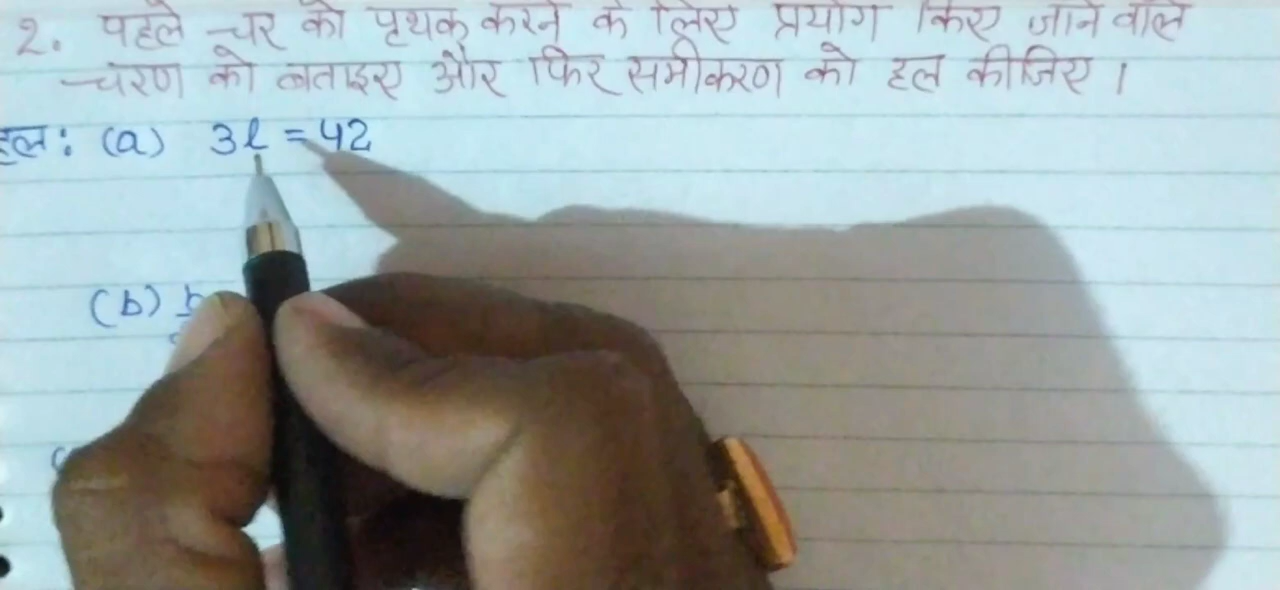 2. पहले चर को पृथक करने के लिए प्रयोग किए जाने वाले
चरण को बताइए और फिर समीकरण को हल कीजिए।
हल: (a) 3l = 42
(b) b